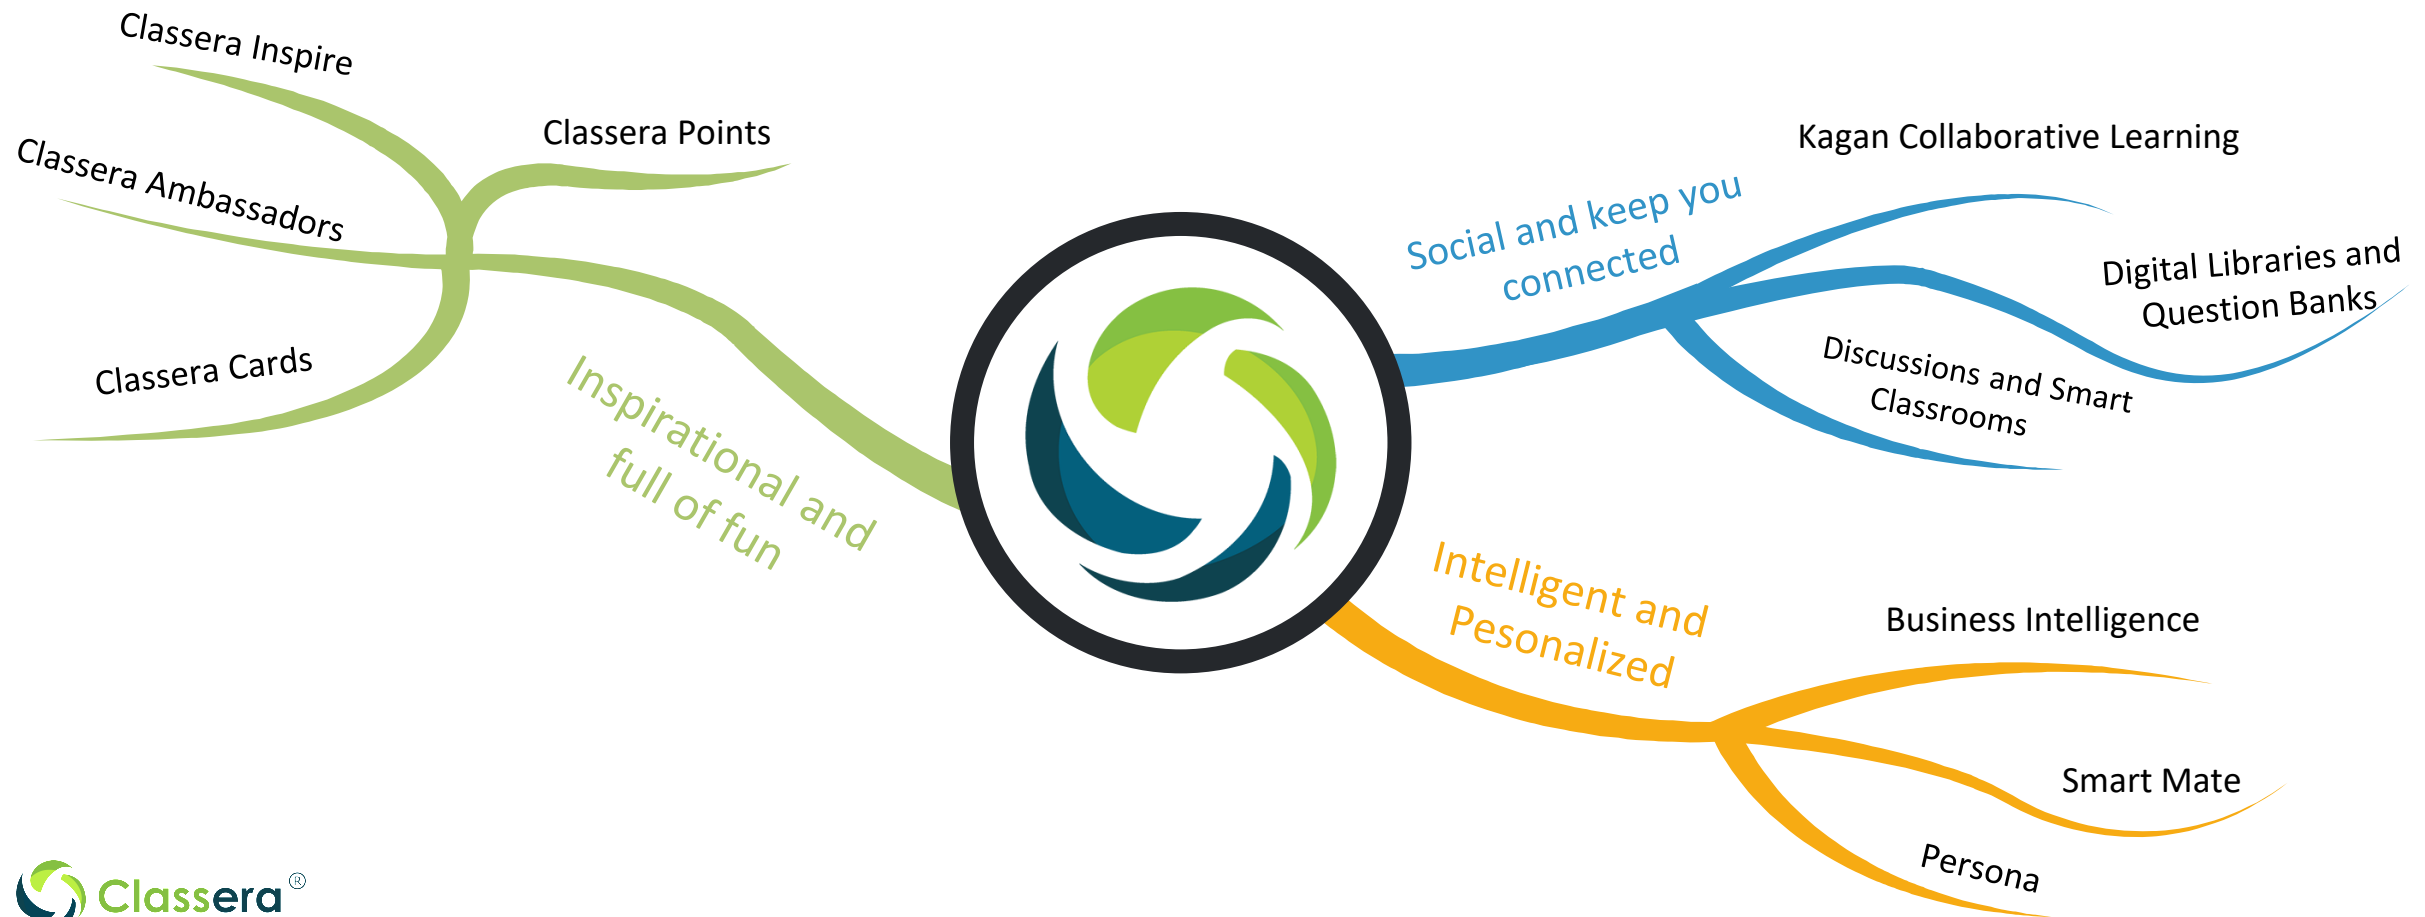 Classera Inspire
Classera Points
Classera Ambassadors
Classera Cards
Inspirational and
full of fun
Social and keep you
connected
Kagan Collaborative Learning
Digital Libraries and
Question Banks
Discussions and Smart
Classrooms
Intelligent and
Pesonalized
Business Intelligence
Smart Mate
Persona
Classera ®